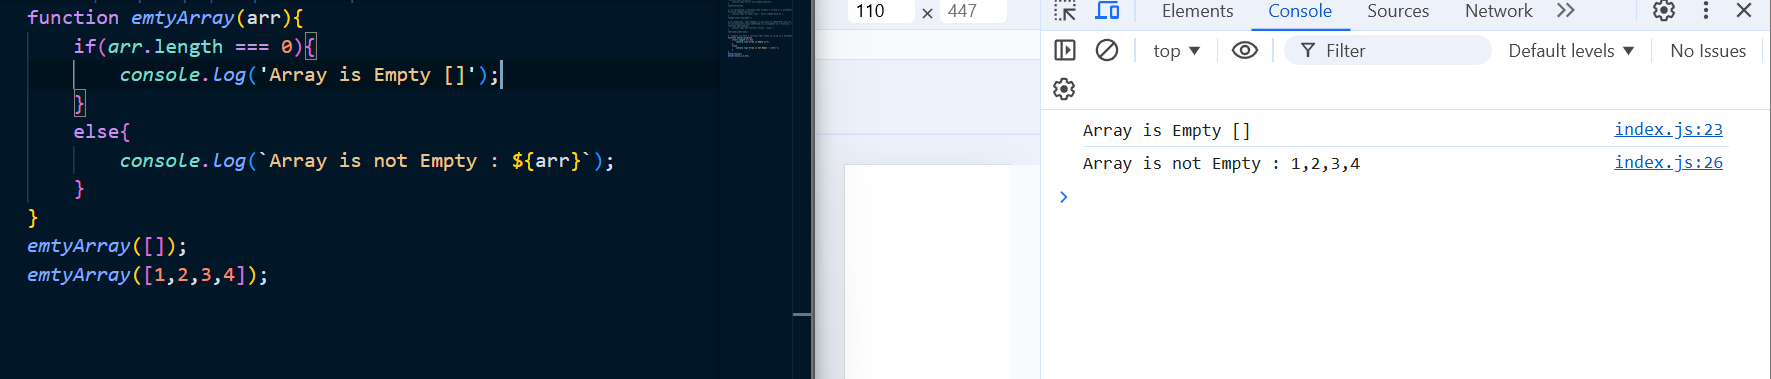 function emtyArray(arr){
if(arr.length === 0){
console.log('Array is Empty []');
}
else{
console.log(`Array is not Empty : ${arr}`);
}
}
emtyArray([]);
emtyArray([1,2,3,4]);
110 × 447
Elements Console Sources Network
top Filter Default levels No Issues
Array is Empty [] index.js:23
Array is not Empty : 1,2,3,4 index.js:26